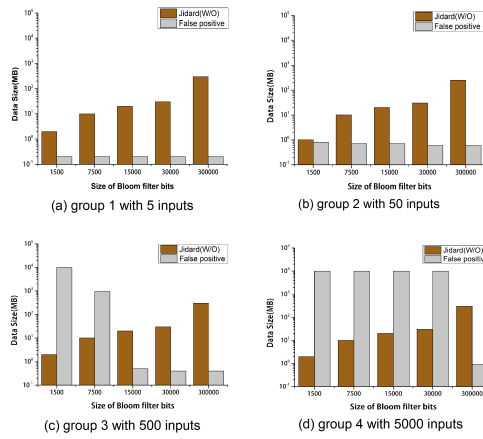 Jidard(W/O)
False positive
Data Size(MB)
10^5
10^4
10^3
10^2
10^1
10^0
10^-1
1500 7500 15000 30000 300000
Size of Bloom filter bits
(a) group 1 with 5 inputs
Jidard(W/O)
False positive
Data Size(MB)
10^5
10^4
10^3
10^2
10^1
10^0
10^-1
1500 7500 15000 30000 300000
Size of Bloom filter bits
(b) group 2 with 50 inputs
Jidard(W/O)
False positive
Data Size(MB)
10^5
10^4
10^3
10^2
10^1
10^0
10^-1
1500 7500 15000 30000 300000
Size of Bloom filter bits
(c) group 3 with 500 inputs
Jidard(W/O)
False positive
Data Size(MB)
10^5
10^4
10^3
10^2
10^1
10^0
10^-1
1500 7500 15000 30000 300000
Size of Bloom filter bits
(d) group 4 with 5000 inputs